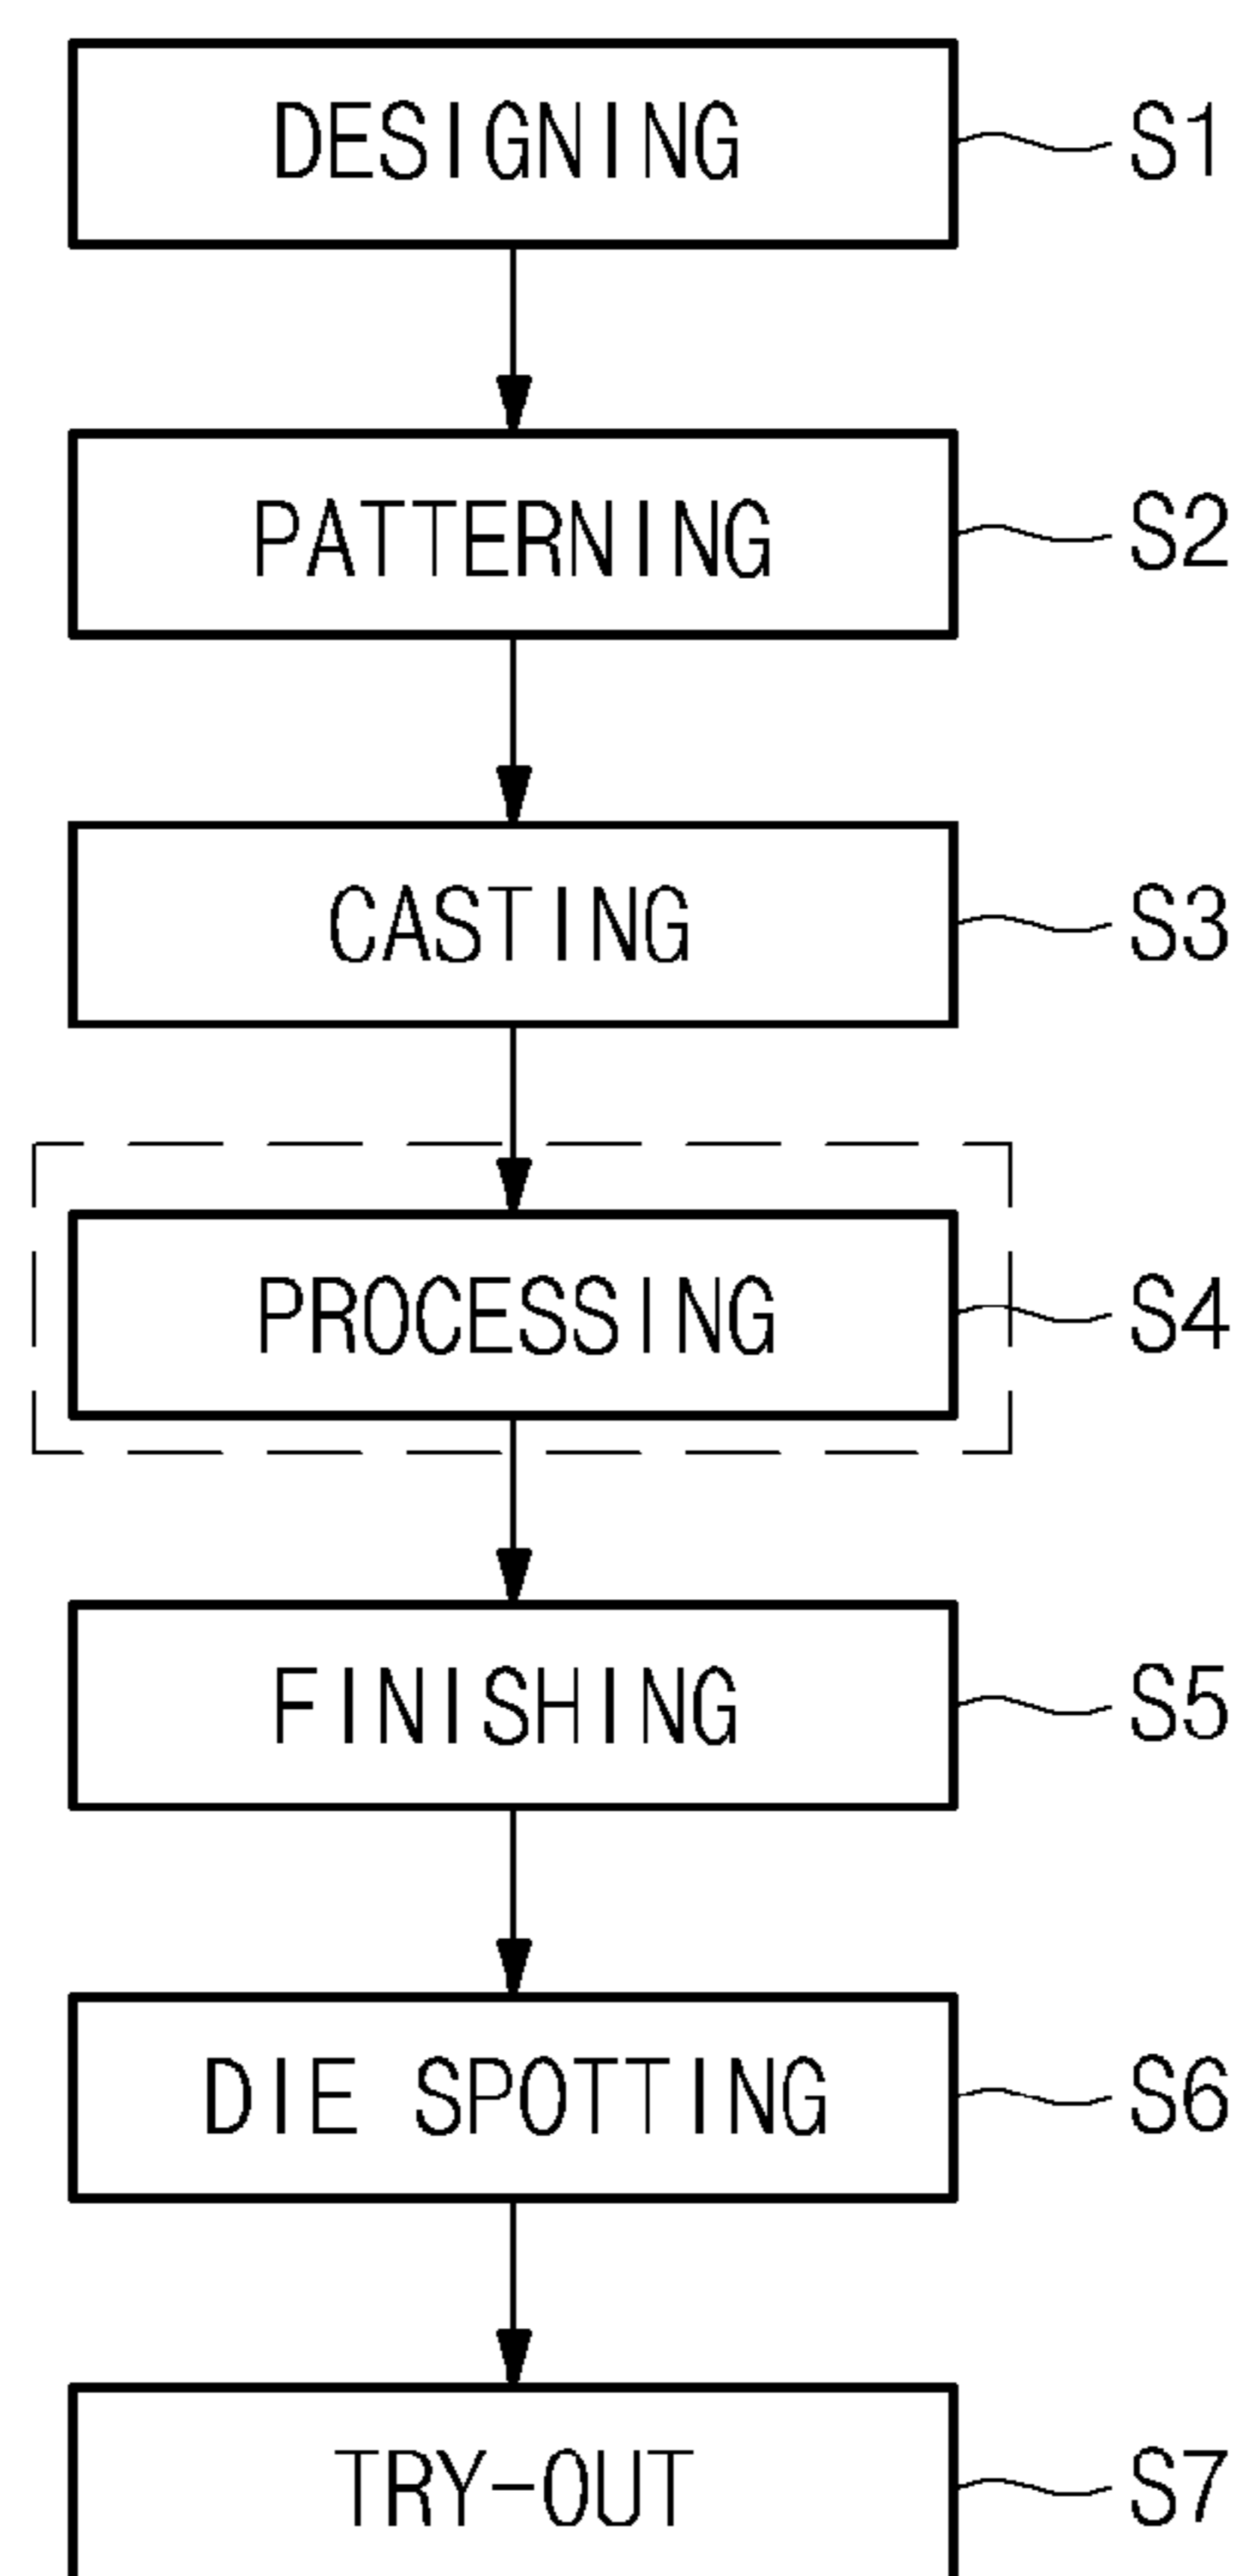 DESIGNING S1
PATTERNING S2
CASTING S3
PROCESSING S4
FINISHING S5
DIE SPOTTING S6
TRY-OUT S7